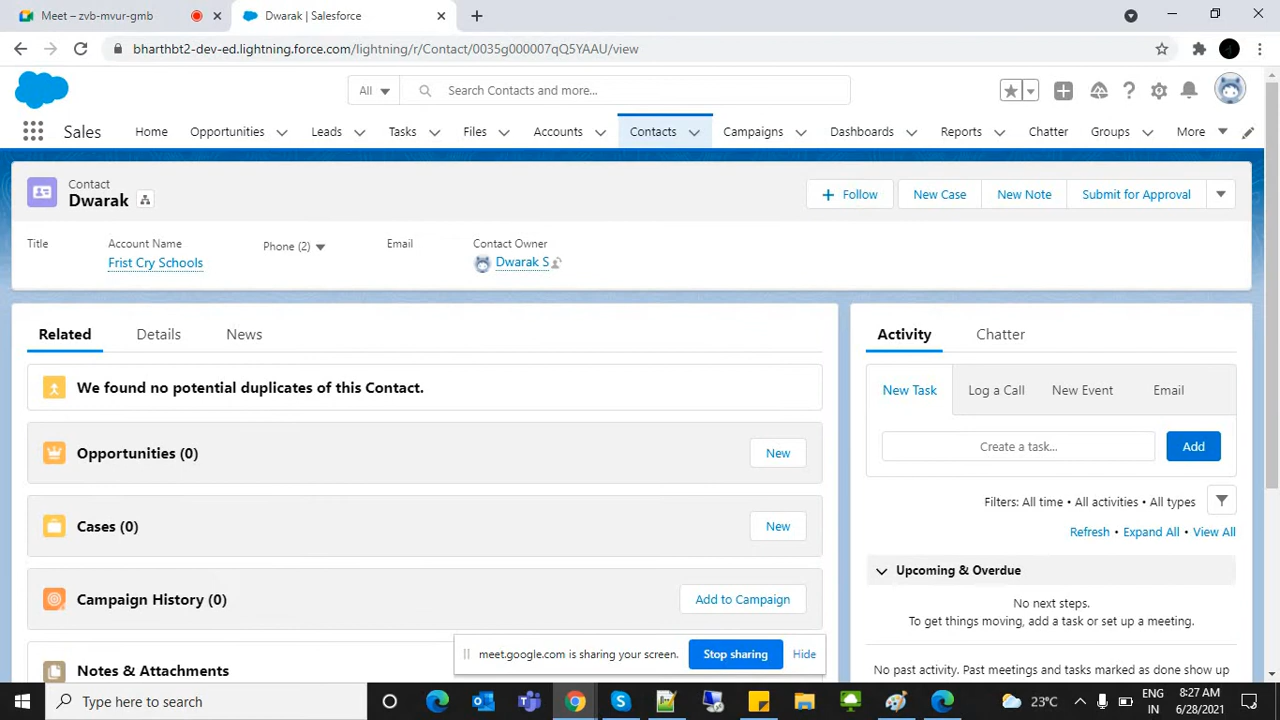 Meet – zvb-mvur-gmb
Dwarak | Salesforce
bharthbt2-dev-ed.lightning.force.com/lightning/r/Contact/0035g000007qQ5YAAU/view
All Search Contacts and more...
Sales Home Opportunities Leads Tasks Files Accounts Contacts Campaigns Dashboards Reports Chatter Groups More
Contact
Dwarak
Follow New Case New Note Submit for Approval
Title Account Name Phone (2) Email Contact Owner
Frist Cry Schools Dwarak S
Related Details News
We found no potential duplicates of this Contact.
Opportunities (0) New
Cases (0) New
Campaign History (0) Add to Campaign
Notes & Attachments
Activity Chatter
New Task Log a Call New Event Email
Create a task... Add
Filters: All time • All activities • All types
Refresh • Expand All • View All
Upcoming & Overdue
No next steps.
To get things moving, add a task or set up a meeting.
No past activity. Past meetings and tasks marked as done show up
meet.google.com is sharing your screen. Stop sharing Hide
Type here to search
23°C
ENG
IN
8:27 AM
6/28/2021